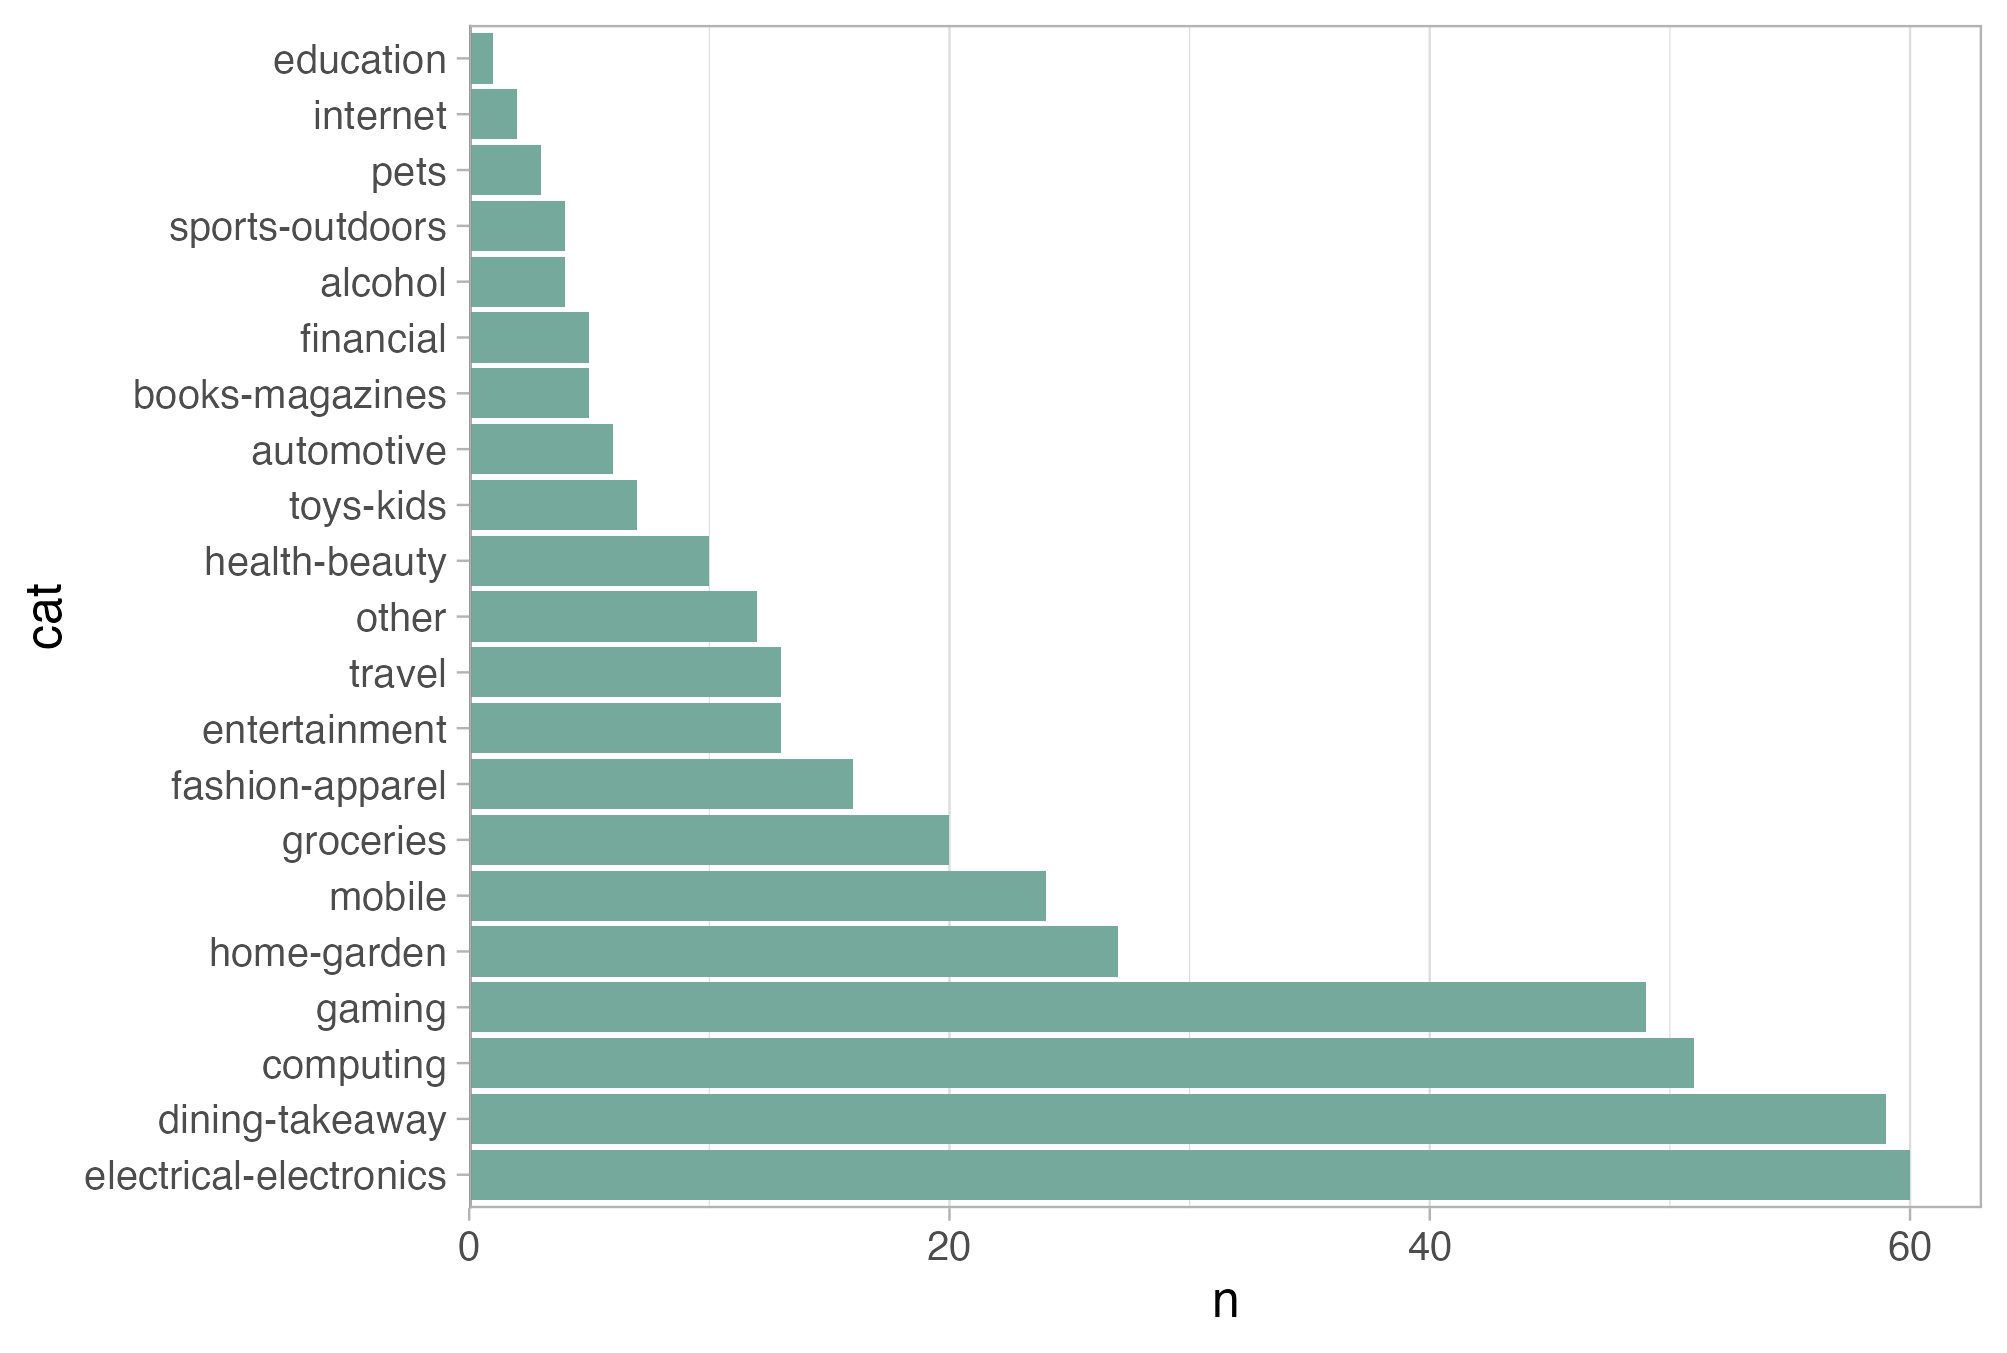 education
internet
pets
sports-outdoors
alcohol
financial
books-magazines
automotive
toys-kids
health-beauty
other
travel
entertainment
fashion-apparel
groceries
mobile
home-garden
gaming
computing
dining-takeaway
electrical-electronics
cat
0 20 40 60
n